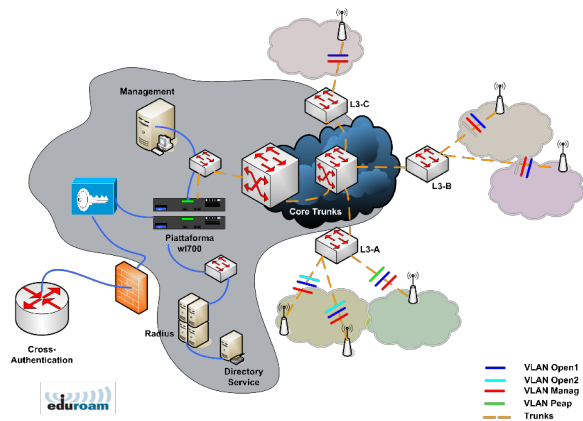 Management
L3-C
L3-B
Core Trunks
Piattaforma
wl700
L3-A
Radius
Directory
Service
Cross-
Authentication
eduroam
VLAN Open1
VLAN Open2
VLAN Manag
VLAN Peap
Trunks